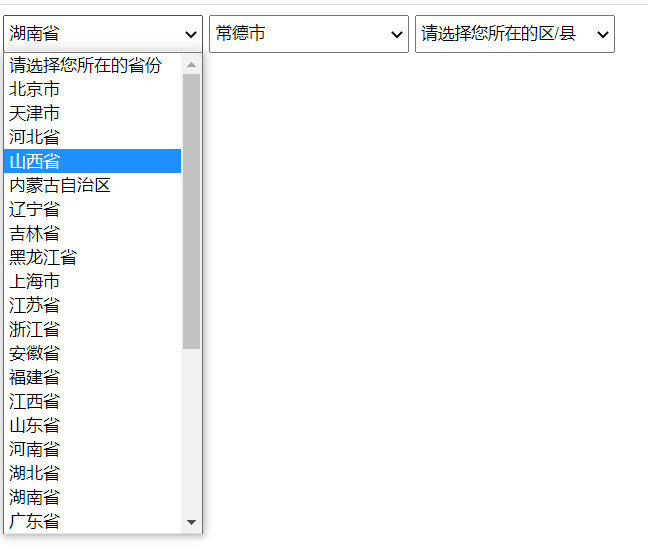 湖南省 常德市 请选择您所在的区/县
请选择您所在的省份
北京市
天津市
河北省
山西省
内蒙古自治区
辽宁省
吉林省
黑龙江省
上海市
江苏省
浙江省
安徽省
福建省
江西省
山东省
河南省
湖北省
湖南省
广东省